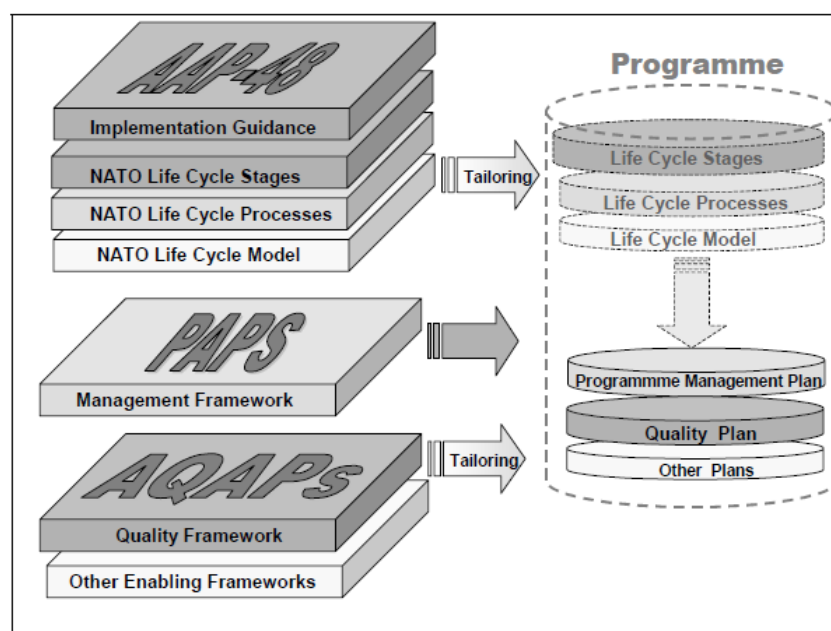 AAP-48
Implementation Guidance
NATO Life Cycle Stages
NATO Life Cycle Processes
NATO Life Cycle Model
Tailoring
Programme
Life Cycle Stages
Life Cycle Processes
Life Cycle Model
PAPS
Management Framework
Programmme Management Plan
Quality Plan
Other Plans
AQAPs
Quality Framework
Other Enabling Frameworks
Tailoring